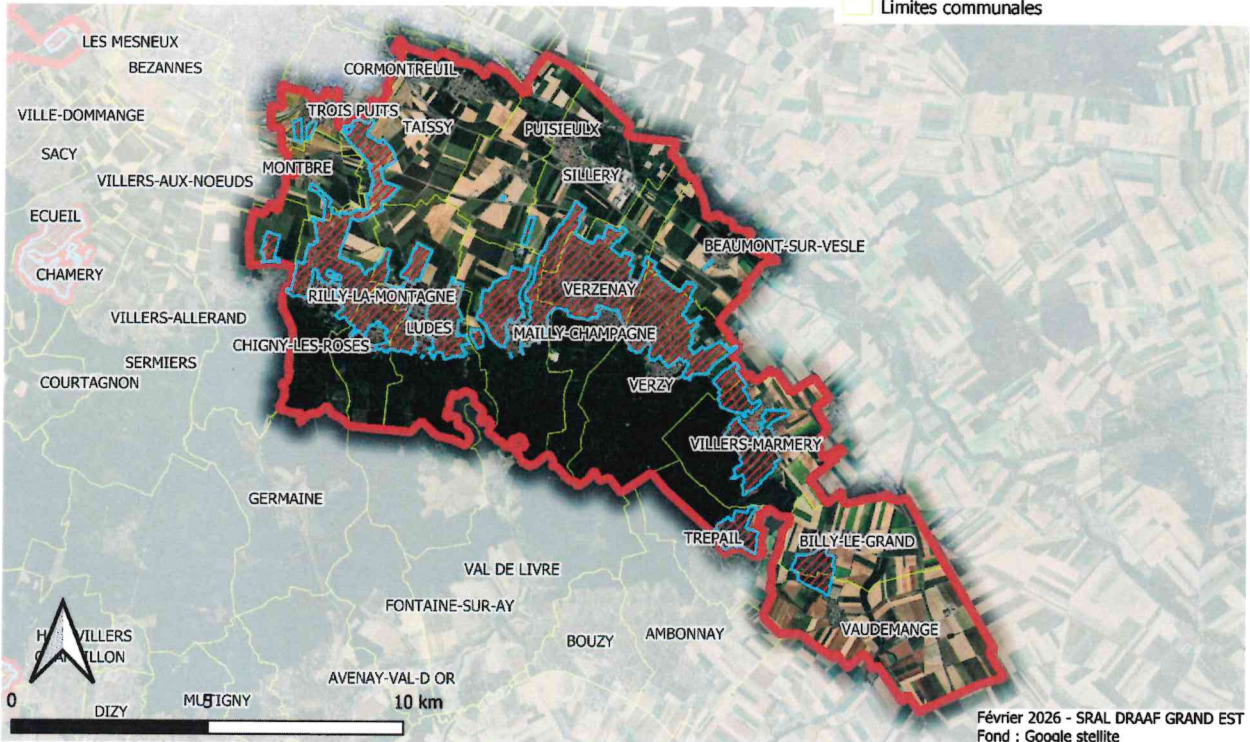 Limites communales
LES MESNEUX
BEZANNES
CORMONTREUIL
VILLE-DOMMANGE
TROIS PUITS
TAISSY
PUISIEULX
SACY
MONTBRE
VILLERS-AUX-NOEUDS
SILLERY
ECUEIL
BEAUMONT-SUR-VESLE
CHAMERY
RILLY-LA-MONTAGNE
VERZENAY
VILLERS-ALLERAND
LUDES
MAILLY-CHAMPAGNE
CHIGNY-LES-ROSES
SERMIERS
COURTAGNON
VERZY
VILLERS-MARMERY
GERMAINE
TREPAIL
BILLY-LE-GRAND
VAL DE LIVRE
FONTAINE-SUR-AY
VAUDEMANGE
BOUZY
AMBONNAY
VILLERS
AVENAY-VAL-D OR
0
5
10 km
MUTIGNY
DIZY
Février 2026 - SRAL DRAAF GRAND EST
Fond : Google stellite